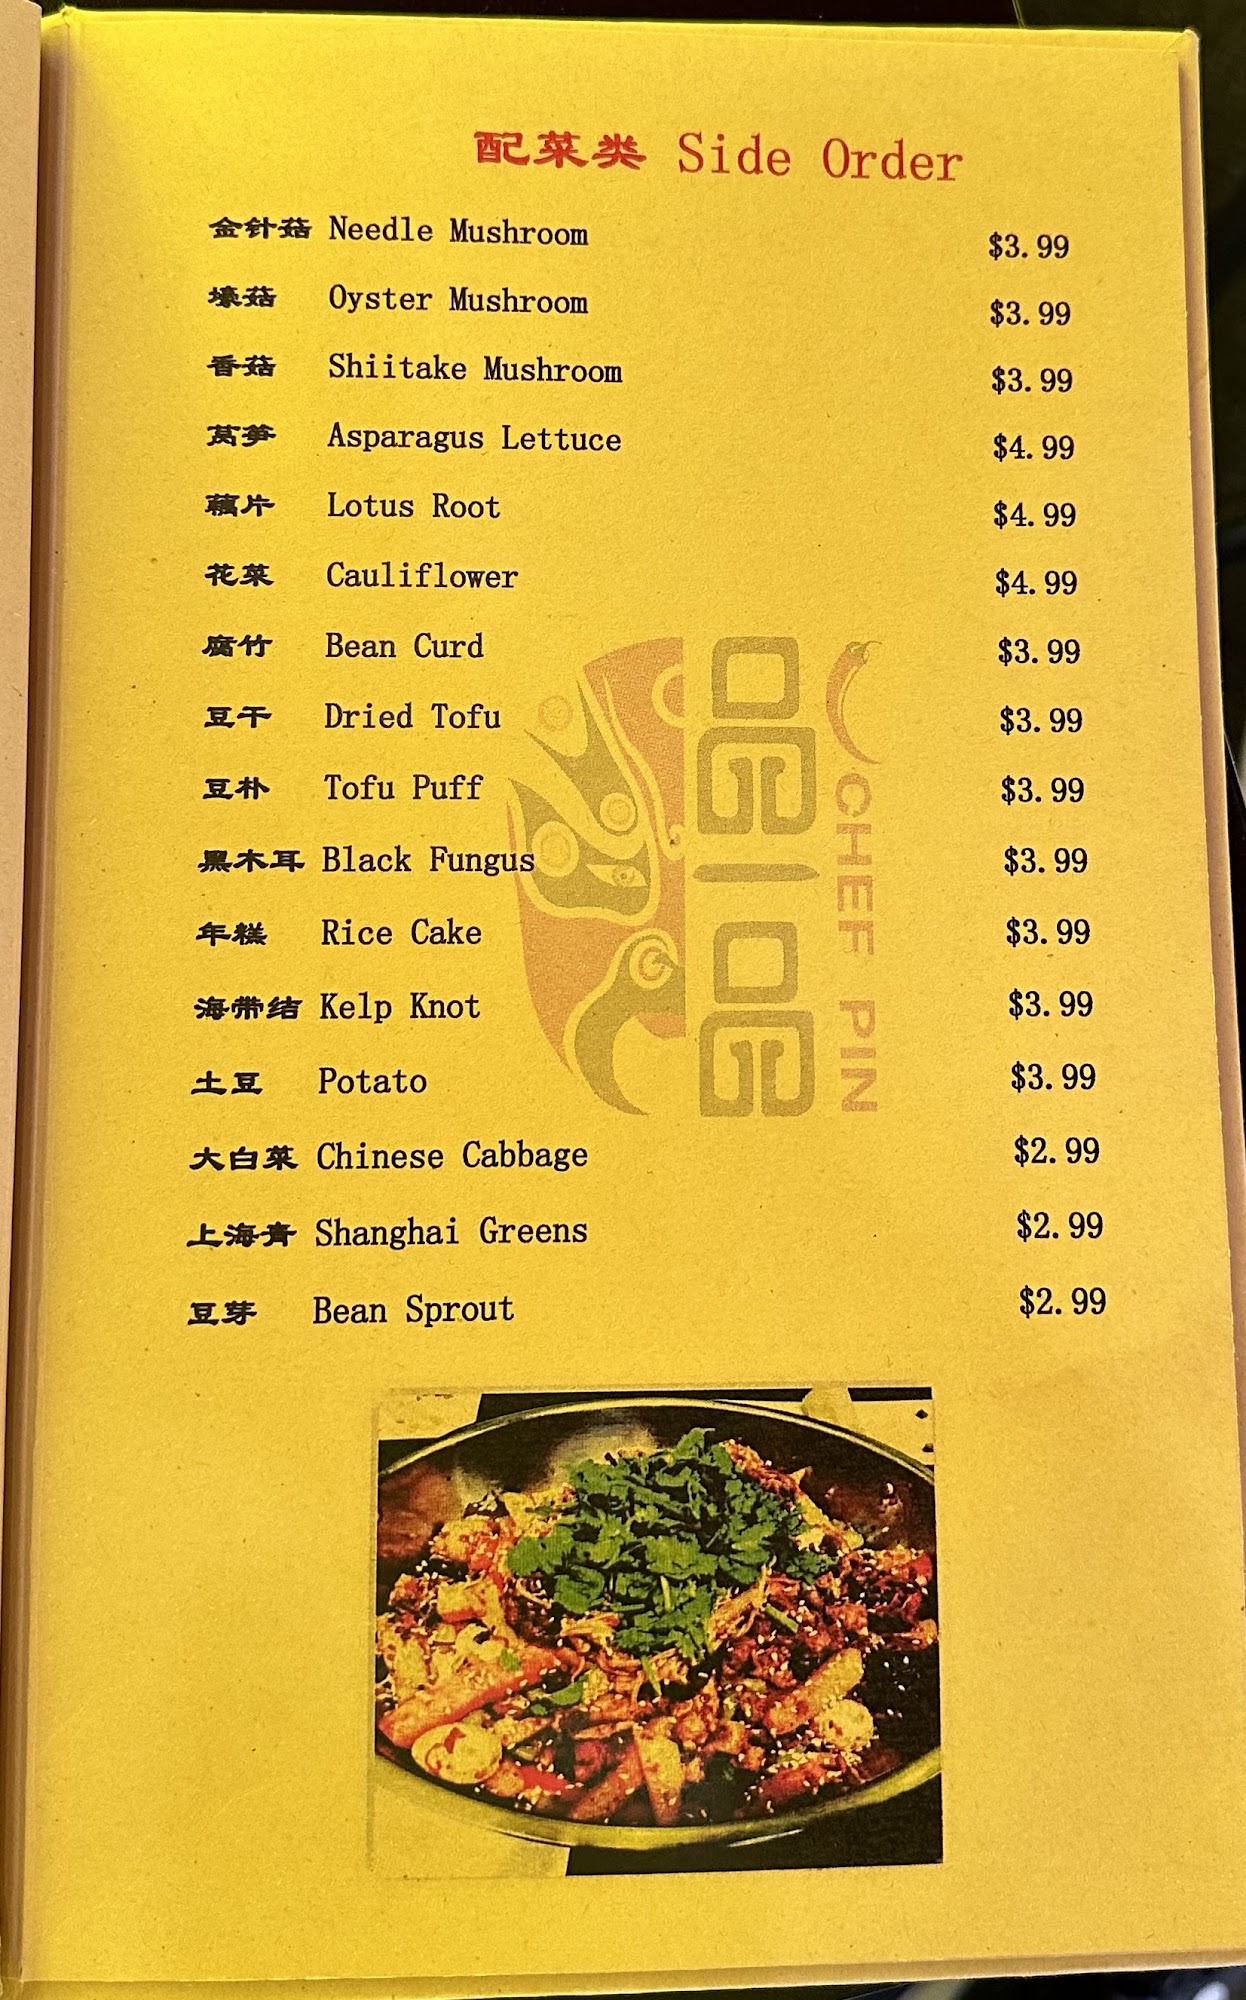 配菜类 Side Order
金针菇 Needle Mushroom $3.99
壕菇 Oyster Mushroom $3.99
香菇 Shiitake Mushroom $3.99
莴笋 Asparagus Lettuce $4.99
藕片 Lotus Root $4.99
花菜 Cauliflower $4.99
腐竹 Bean Curd $3.99
豆干 Dried Tofu $3.99
豆朴 Tofu Puff $3.99
黑木耳 Black Fungus $3.99
年糕 Rice Cake $3.99
海带结 Kelp Knot $3.99
土豆 Potato $3.99
大白菜 Chinese Cabbage $2.99
上海青 Shanghai Greens $2.99
豆芽 Bean Sprout $2.99
CHEF PIN